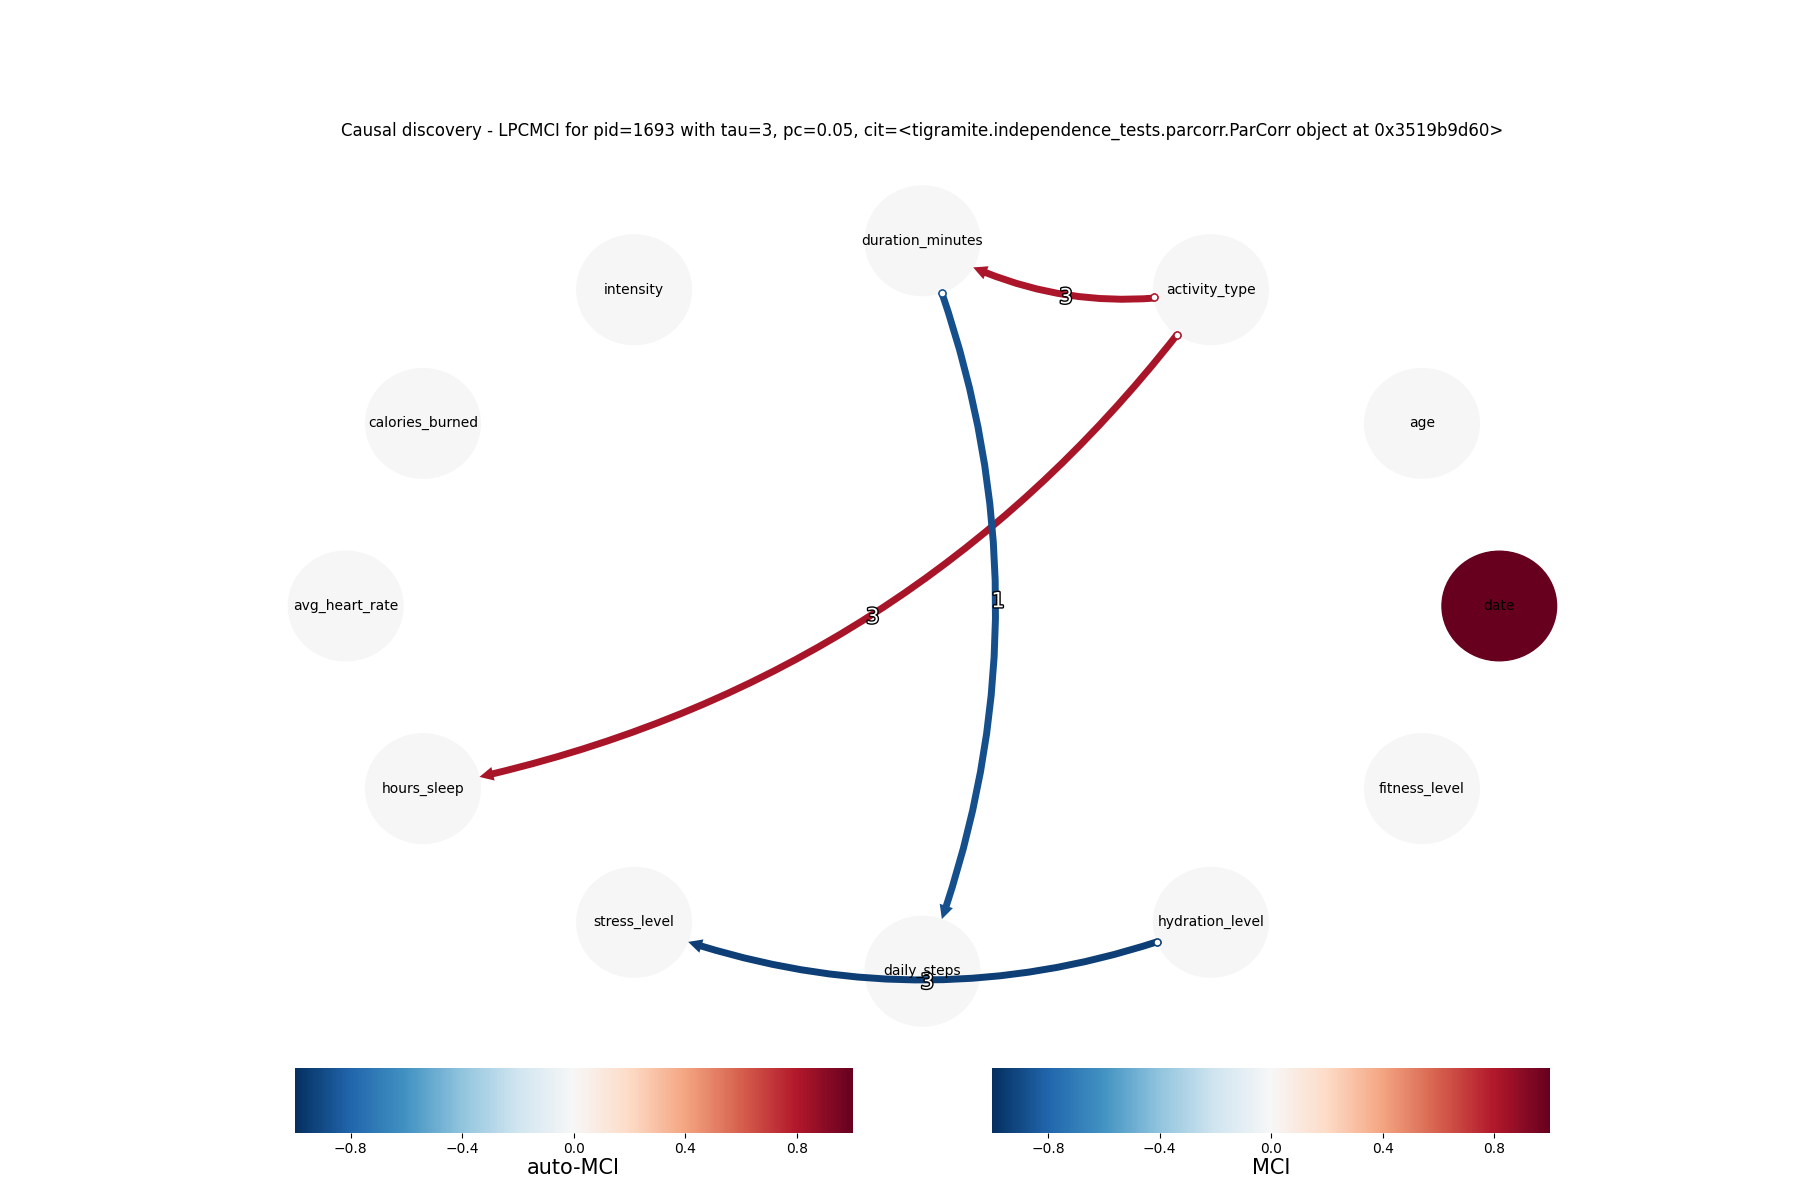 Causal discovery - LPCMCI for pid=1693 with tau=3, pc=0.05, cit=<tigramite.independence_tests.parcorr.ParCorr object at 0x3519b9d60>
duration_minutes
intensity
activity_type
3
calories_burned
age
avg_heart_rate
3
1
date
hours_sleep
fitness_level
stress_level
daily_steps
3
hydration_level
−0.8 −0.4 0.0 0.4 0.8
auto-MCI
−0.8 −0.4 0.0 0.4 0.8
MCI